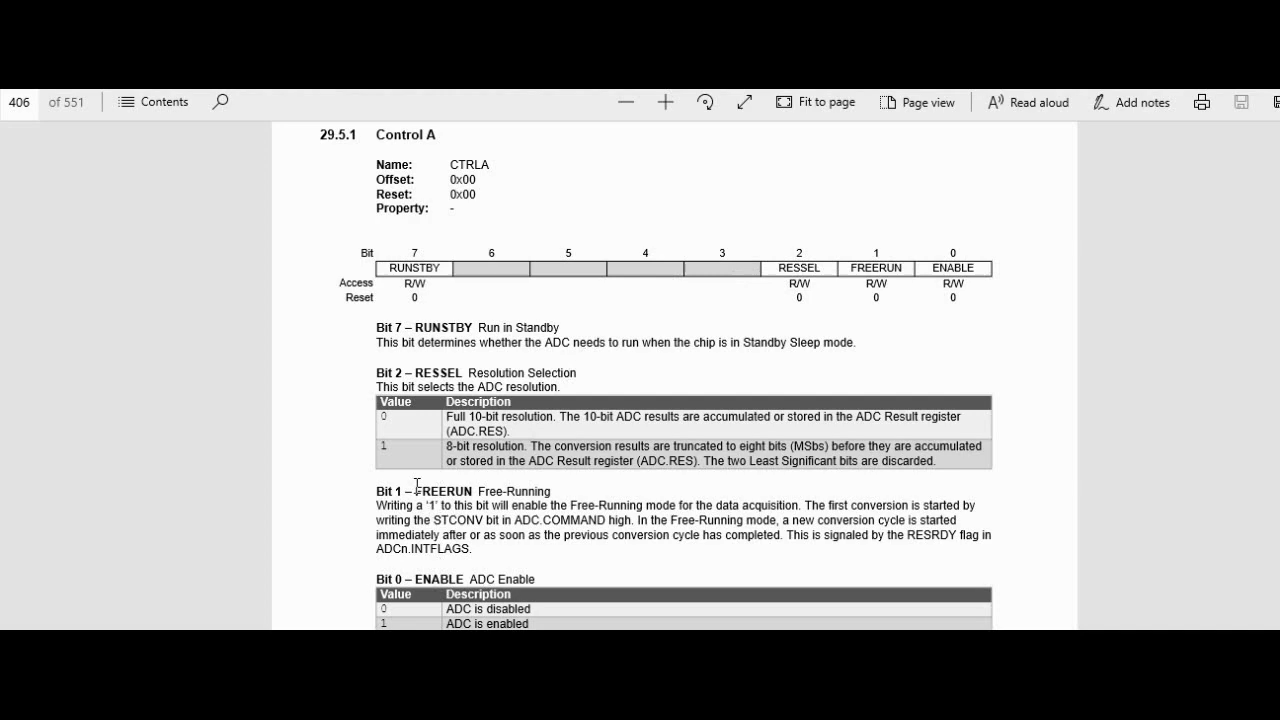 406 of 551 Contents Fit to page Page view Read aloud Add notes
29.5.1 Control A
Name: CTRLA
Offset: 0x00
Reset: 0x00
Property: -
Bit 7 6 5 4 3 2 1 0
RUNSTBY RESSEL FREERUN ENABLE
Access R/W R/W R/W R/W
Reset 0 0 0 0
Bit 7 – RUNSTBY Run in Standby
This bit determines whether the ADC needs to run when the chip is in Standby Sleep mode.
Bit 2 – RESSEL Resolution Selection
This bit selects the ADC resolution.
Value Description
0 Full 10-bit resolution. The 10-bit ADC results are accumulated or stored in the ADC Result register
(ADC.RES).
1 8-bit resolution. The conversion results are truncated to eight bits (MSbs) before they are accumulated
or stored in the ADC Result register (ADC.RES). The two Least Significant bits are discarded.
Bit 1 – FREERUN Free-Running
Writing a ‘1’ to this bit will enable the Free-Running mode for the data acquisition. The first conversion is started by
writing the STCONV bit in ADC.COMMAND high. In the Free-Running mode, a new conversion cycle is started
immediately after or as soon as the previous conversion cycle has completed. This is signaled by the RESRDY flag in
ADCn.INTFLAGS.
Bit 0 – ENABLE ADC Enable
Value Description
0 ADC is disabled
1 ADC is enabled